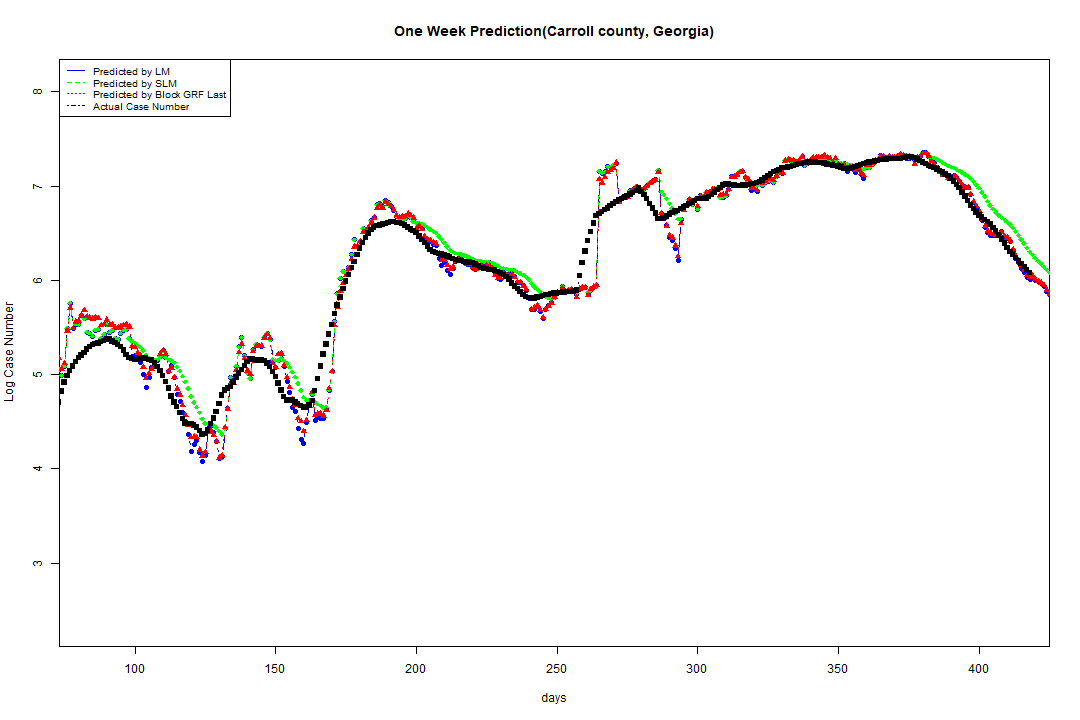 One Week Prediction(Carroll county, Georgia)
Predicted by LM
Predicted by SLM
Predicted by Block GRF Last
Actual Case Number
Log Case Number
8
7
6
5
4
3
100 150 200 250 300 350 400
days